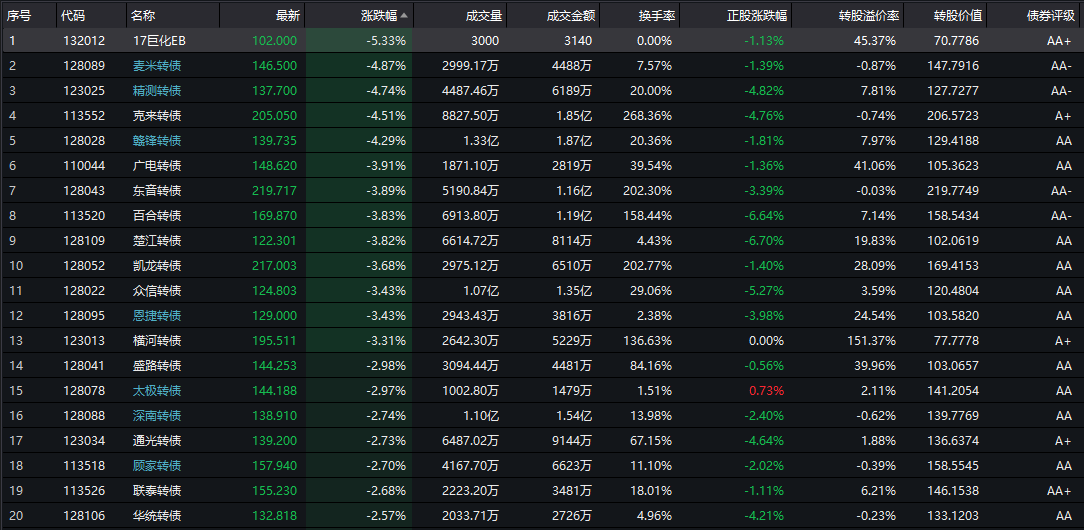 序号 代码 名称 最新 涨跌幅 成交量 成交金额 换手率 正股涨跌幅 转股溢价率 转股价值 债券评级
1 132012 17巨化EB 102.000 -5.33% 3000 3140 0.00% -1.13% 45.37% 70.7786 AA+
2 128089 麦米转债 146.500 -4.87% 2999.17万 4488万 7.57% -1.39% -0.87% 147.7916 AA-
3 123025 精测转债 137.700 -4.74% 4487.46万 6189万 20.00% -4.82% 7.81% 127.7277 AA-
4 113552 克来转债 205.050 -4.51% 8827.50万 1.85亿 268.36% -4.76% -0.74% 206.5723 A+
5 128028 赣锋转债 139.735 -4.29% 1.33亿 1.87亿 20.36% -1.81% 7.97% 129.4188 AA
6 110044 广电转债 148.620 -3.91% 1871.10万 2819万 39.54% -1.36% 41.06% 105.3623 AA
7 128043 东音转债 219.717 -3.89% 5190.84万 1.16亿 202.30% -3.39% -0.03% 219.7749 AA-
8 113520 百合转债 169.870 -3.83% 6913.80万 1.19亿 158.44% -6.64% 7.14% 158.5434 AA-
9 128109 楚江转债 122.301 -3.82% 6614.72万 8114万 4.43% -6.70% 19.83% 102.0619 AA
10 128052 凯龙转债 217.003 -3.68% 2975.12万 6510万 202.77% -1.40% 28.09% 169.4153 AA
11 128022 众信转债 124.803 -3.43% 1.07亿 1.35亿 29.06% -5.27% 3.59% 120.4804 AA
12 128095 恩捷转债 129.000 -3.43% 2943.43万 3816万 2.38% -3.98% 24.54% 103.5820 AA
13 123013 横河转债 195.511 -3.31% 2642.30万 5229万 136.63% 0.00% 151.37% 77.7778 A+
14 128041 盛路转债 144.253 -2.98% 3094.44万 4481万 84.16% -0.56% 39.96% 103.0657 AA
15 128078 太极转债 144.188 -2.97% 1002.80万 1479万 1.51% 0.73% 2.11% 141.2054 AA
16 128088 深南转债 138.910 -2.74% 1.10亿 1.54亿 13.98% -2.40% -0.62% 139.7769 AA
17 123034 通光转债 139.200 -2.73% 6487.02万 9144万 67.15% -4.64% 1.88% 136.6374 A+
18 113518 顾家转债 157.940 -2.70% 4167.70万 6623万 11.10% -2.02% -0.39% 158.5545 AA
19 113526 联泰转债 155.230 -2.68% 2223.20万 3481万 18.01% -1.11% 6.21% 146.1538 AA+
20 128106 华统转债 132.818 -2.57% 2033.71万 2726万 4.96% -4.21% -0.23% 133.1203 AA